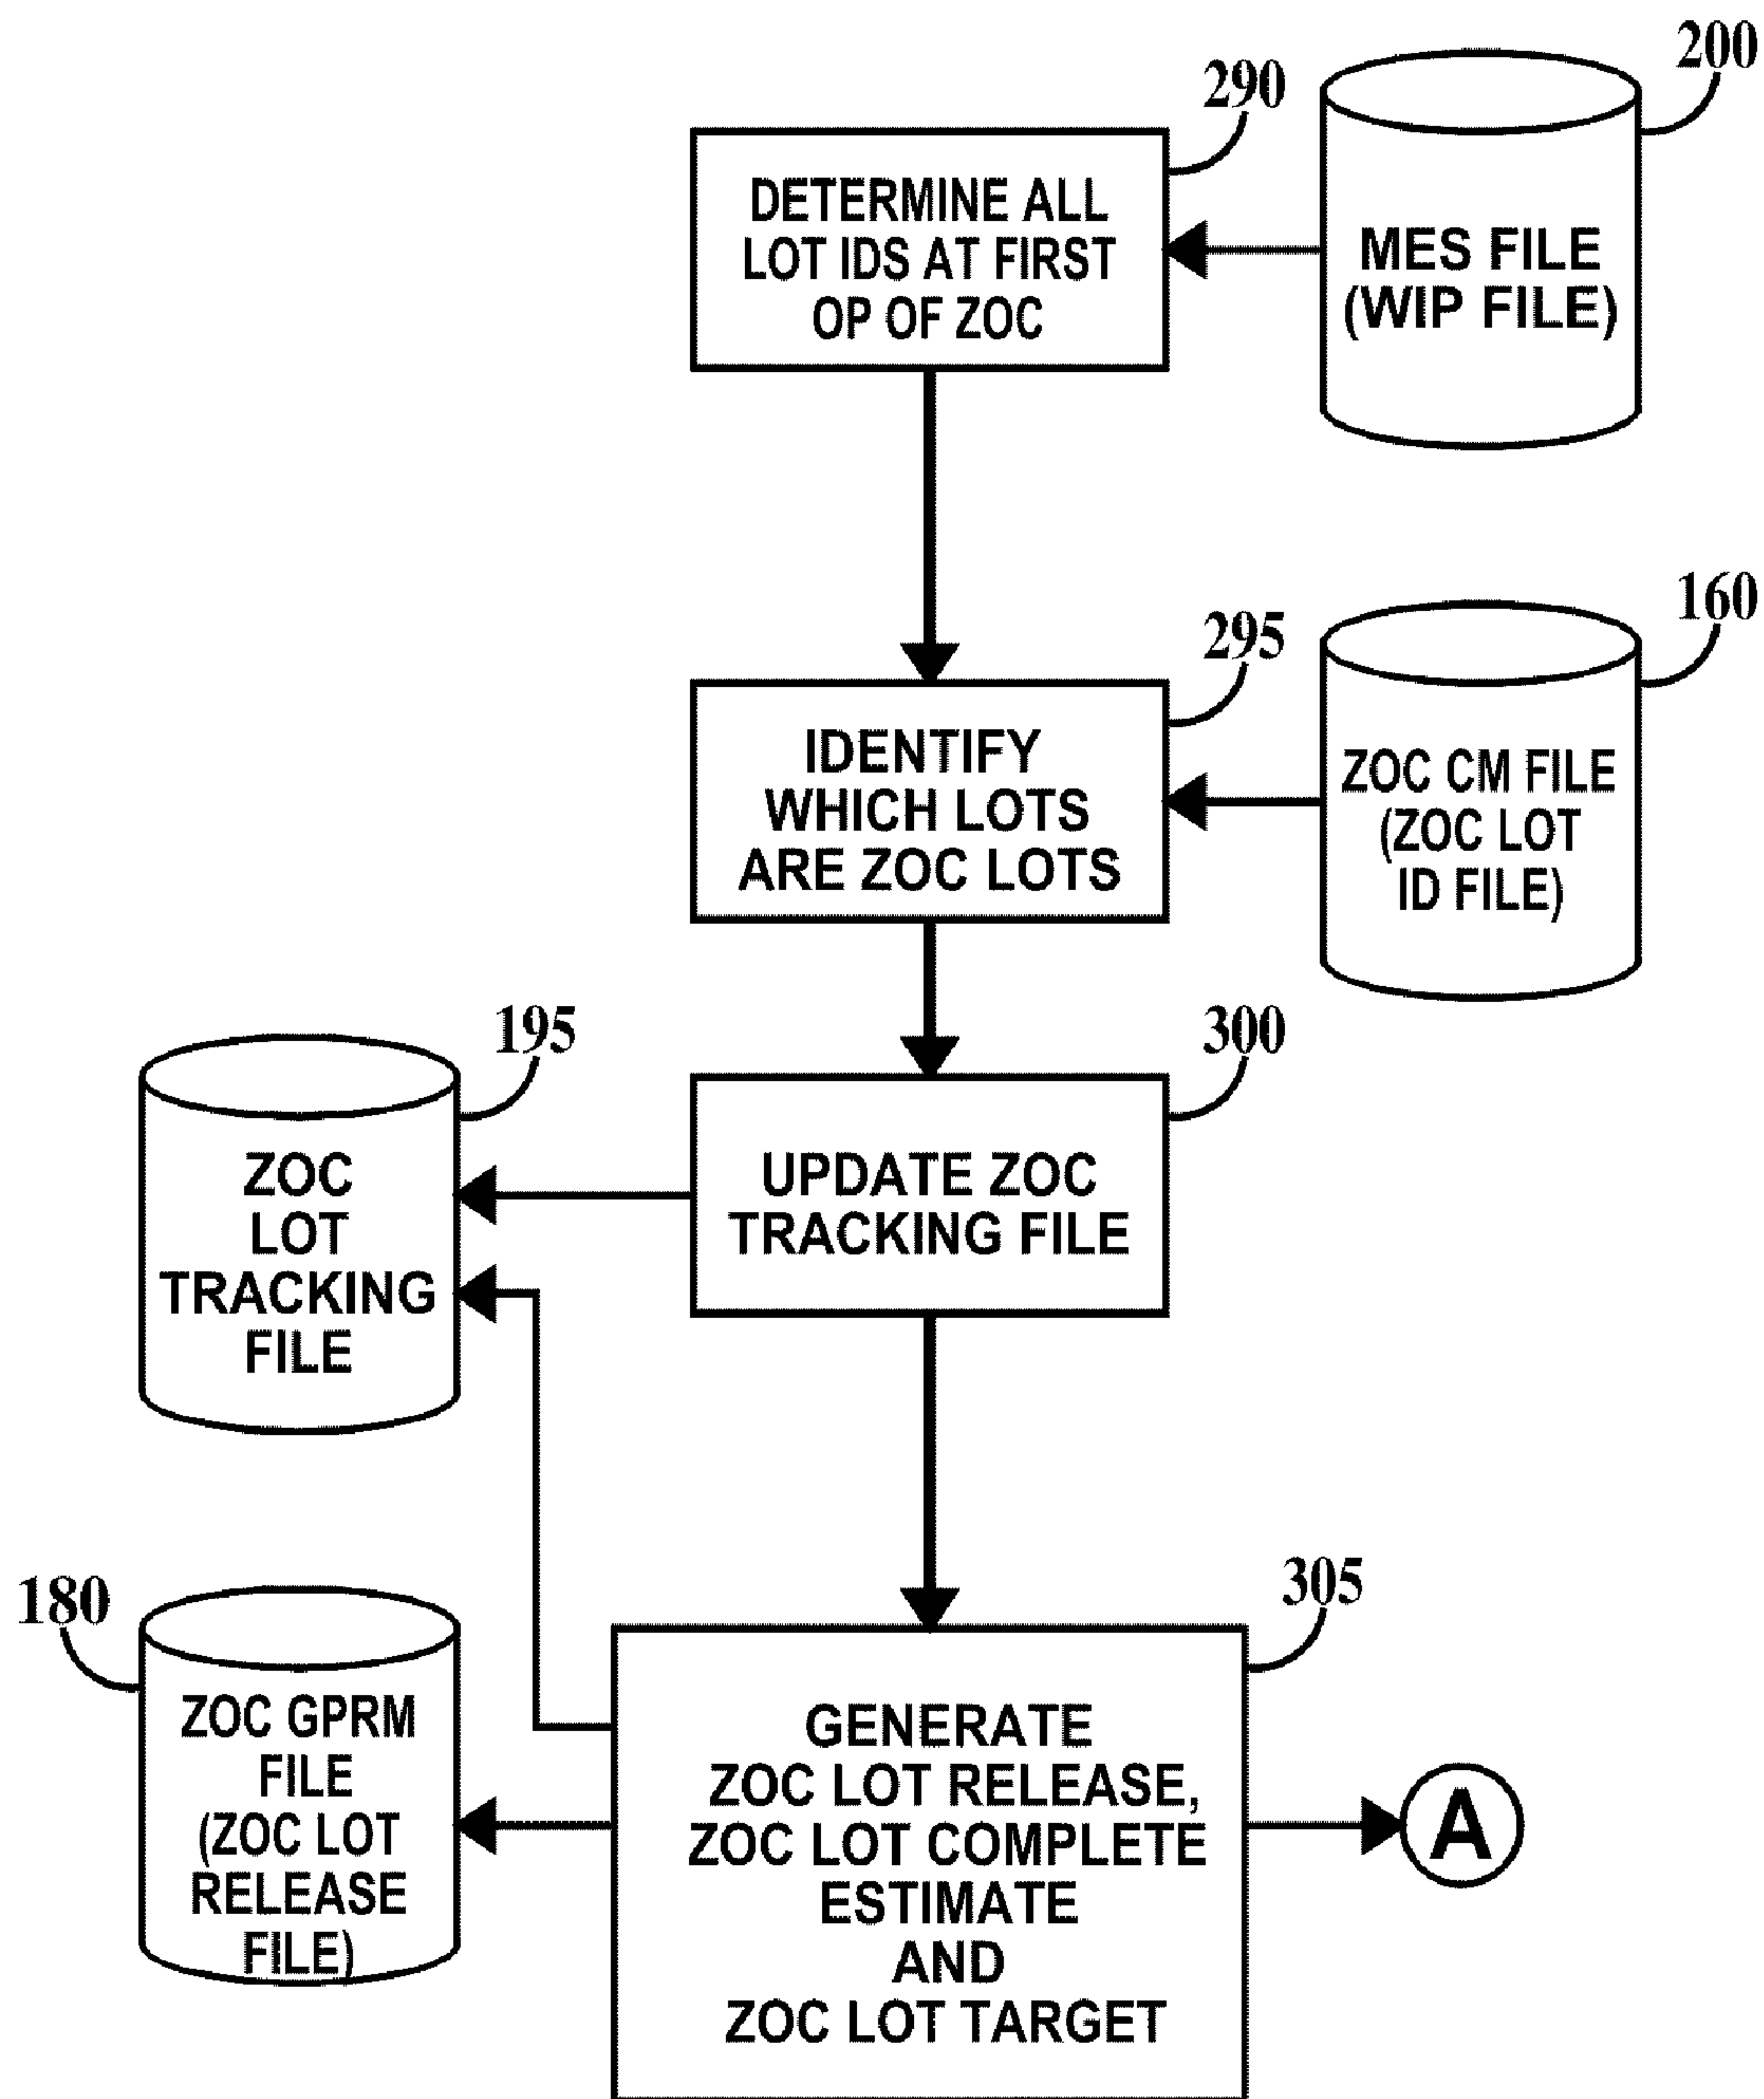 200
290
DETERMINE ALL
LOT IDS AT FIRST
OP OF ZOC
MES FILE
(WIP FILE)
160
295
IDENTIFY
WHICH LOTS
ARE ZOC LOTS
ZOC CM FILE
(ZOC LOT
ID FILE)
195
300
ZOC
LOT
TRACKING
FILE
UPDATE ZOC
TRACKING FILE
180
305
ZOC GPRM
FILE
(ZOC LOT
RELEASE
FILE)
GENERATE
ZOC LOT RELEASE,
ZOC LOT COMPLETE
ESTIMATE
AND
ZOC LOT TARGET
A